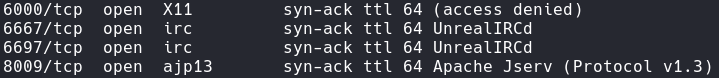 6000/tcp open X11 syn-ack ttl 64 (access denied)
6667/tcp open irc syn-ack ttl 64 UnrealIRCd
6697/tcp open irc syn-ack ttl 64 UnrealIRCd
8009/tcp open ajp13 syn-ack ttl 64 Apache Jserv (Protocol v1.3)